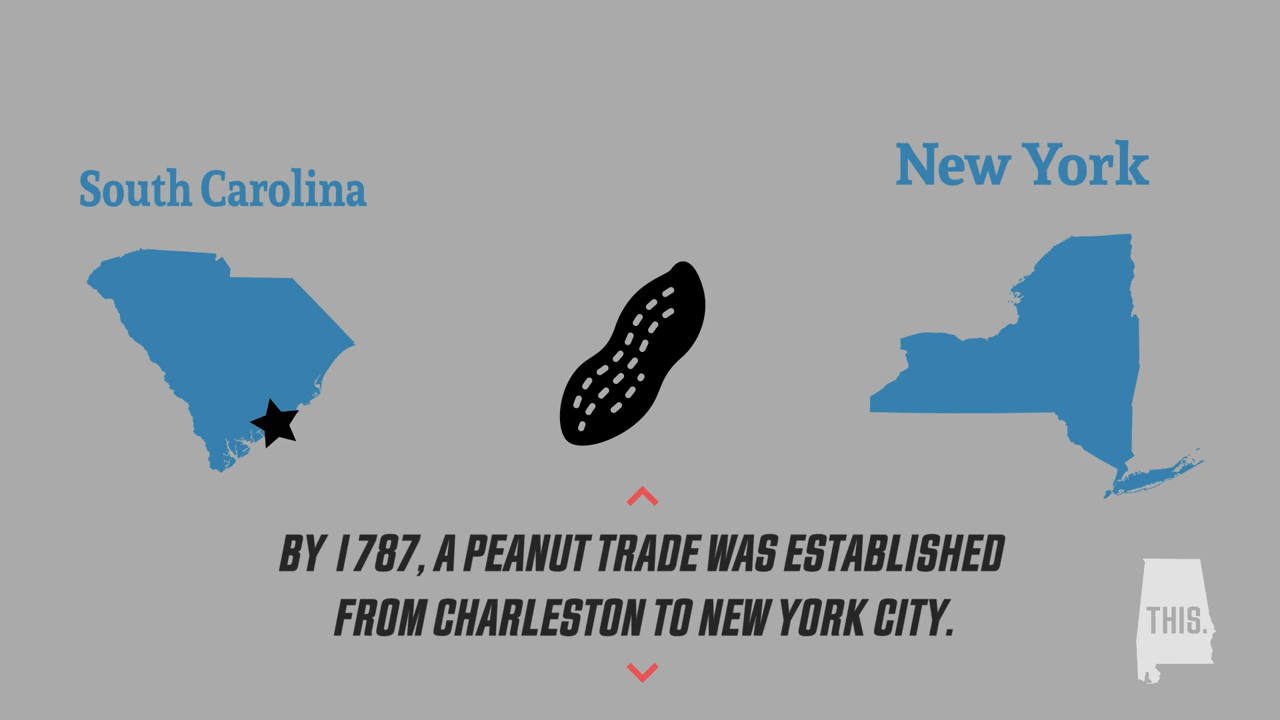 South Carolina
New York
BY 1787, A PEANUT TRADE WAS ESTABLISHED
FROM CHARLESTON TO NEW YORK CITY.
THIS.